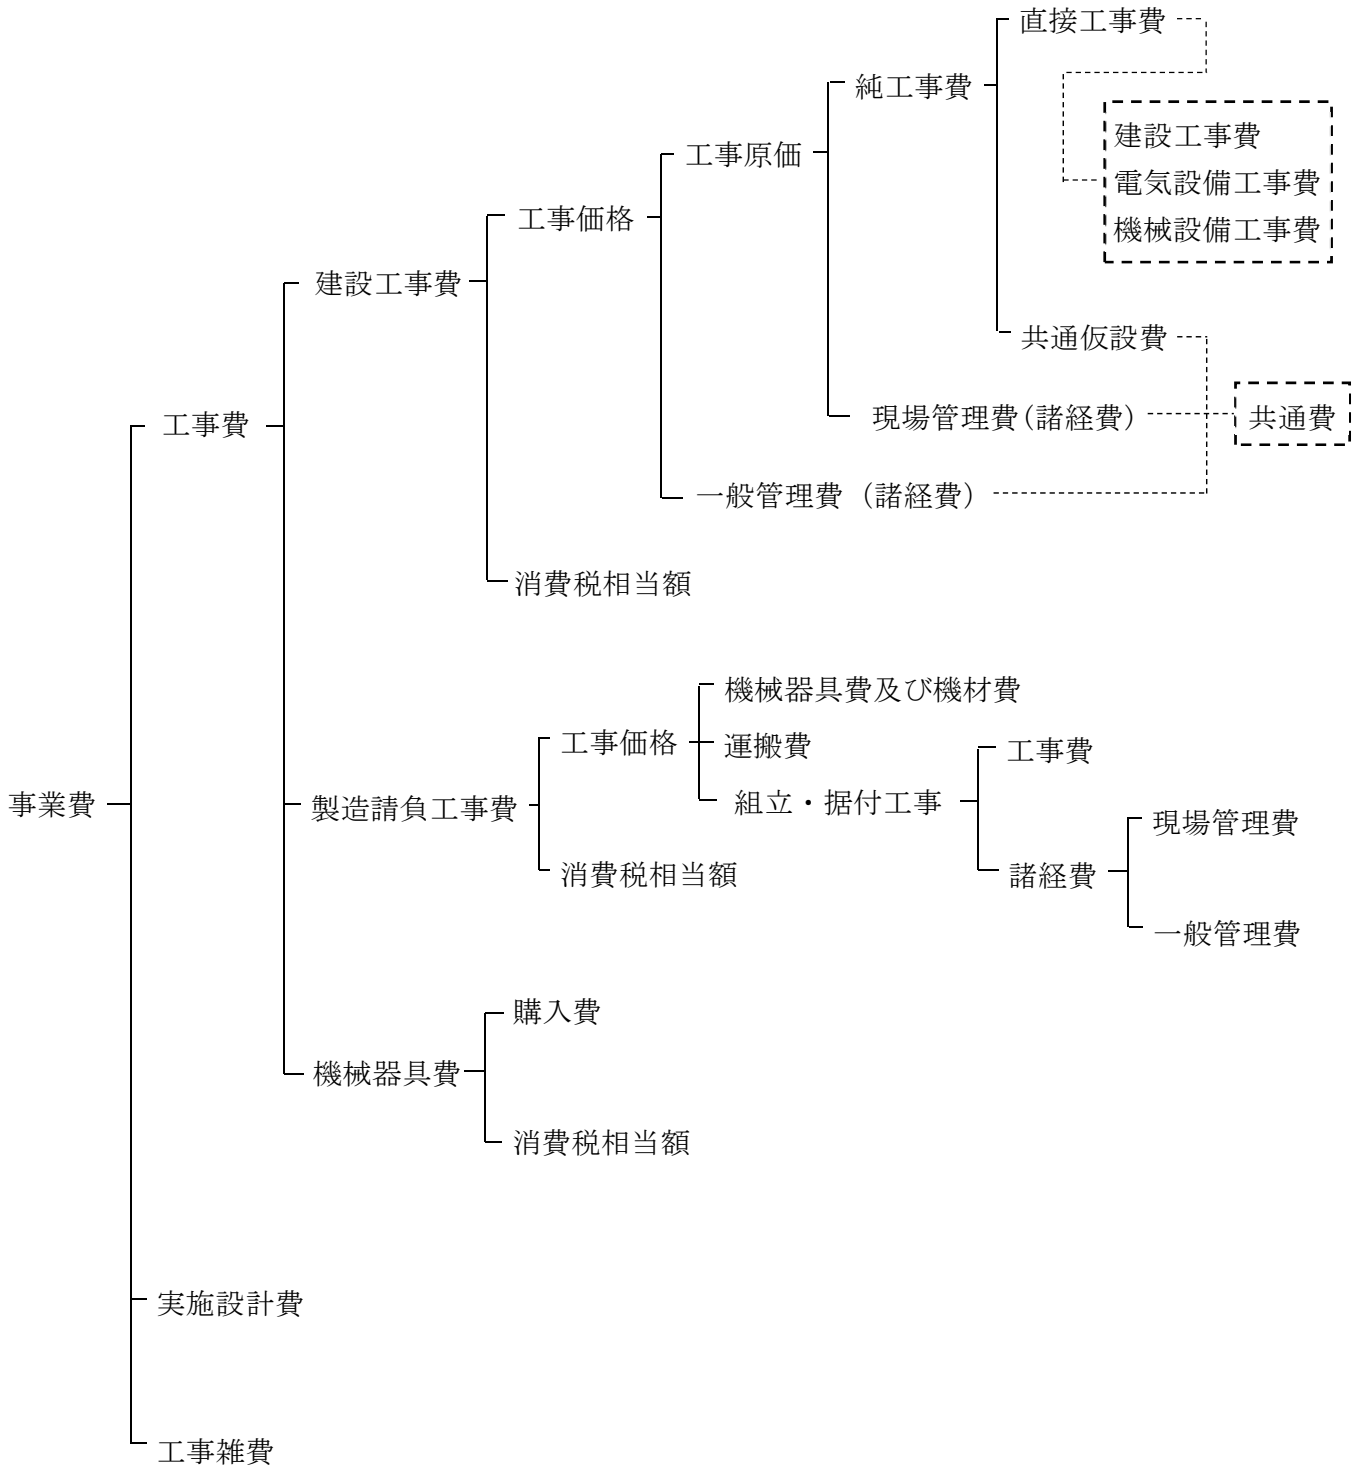 直接工事費
純工事費
建設工事費
工事原価
電気設備工事費
工事価格
機械設備工事費
建設工事費
共通仮設費
工事費
現場管理費(諸経費)
共通費
一般管理費（諸経費）
消費税相当額
機械器具費及び機材費
工事価格
運搬費
工事費
組立・据付工事
事業費
製造請負工事費
現場管理費
消費税相当額
諸経費
一般管理費
購入費
機械器具費
消費税相当額
実施設計費
工事雑費